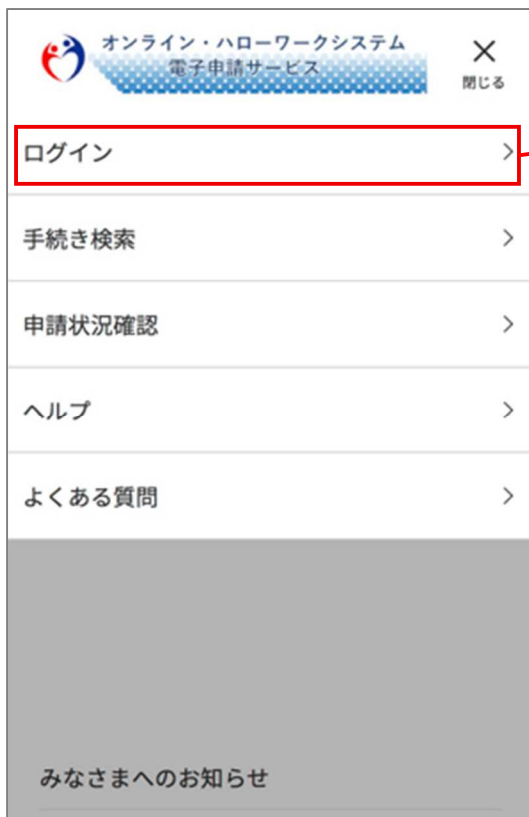 オンライン・ハローワークシステム
電子申請サービス
閉じる
ログイン
手続き検索
申請状況確認
ヘルプ
よくある質問
みなさまへのお知らせ